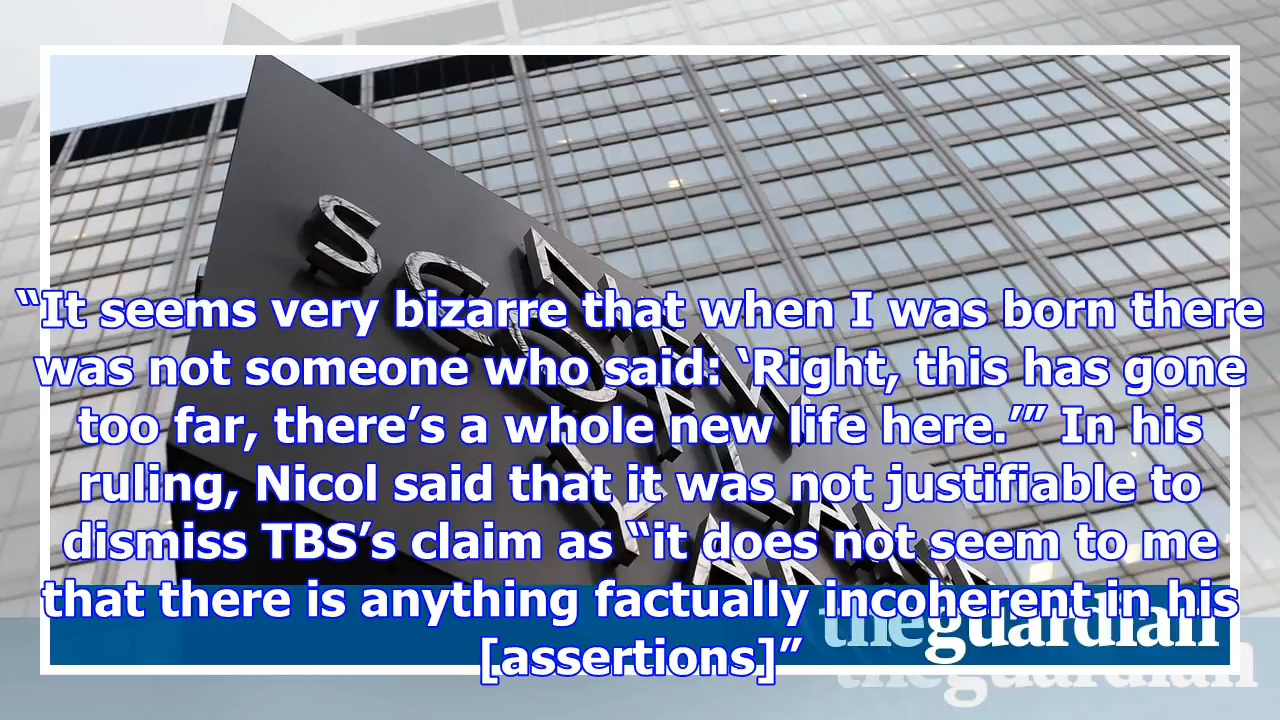 “It seems very bizarre that when I was born there
was not someone who said: ‘Right, this has gone
too far, there’s a whole new life here.’” In his
ruling, Nicol said that it was not justifiable to
dismiss TBS’s claim as “it does not seem to me
that there is anything factually incoherent in his
[assertions]”
theguardian
theguardian